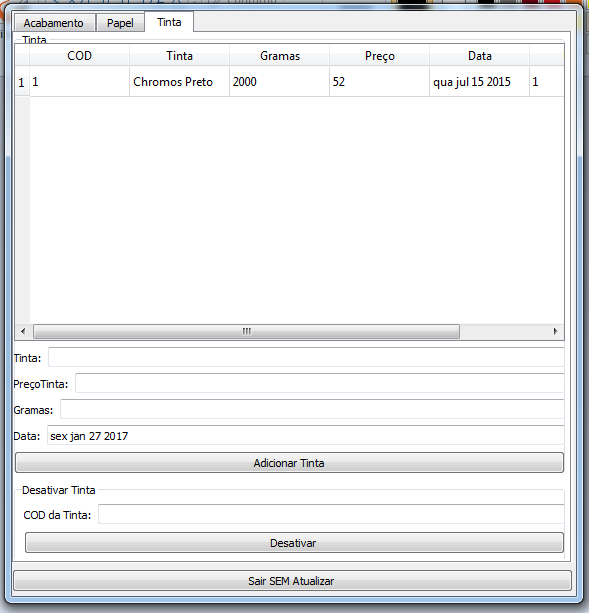 Acabamento Papel Tinta
Tinta
COD Tinta Gramas Preço Data
1 1 Chromos Preto 2000 52 qua jul 15 2015 1
Tinta:
PreçoTinta:
Gramas:
Data: sex jan 27 2017
Adicionar Tinta
Desativar Tinta
COD da Tinta:
Desativar
Sair SEM Atualizar